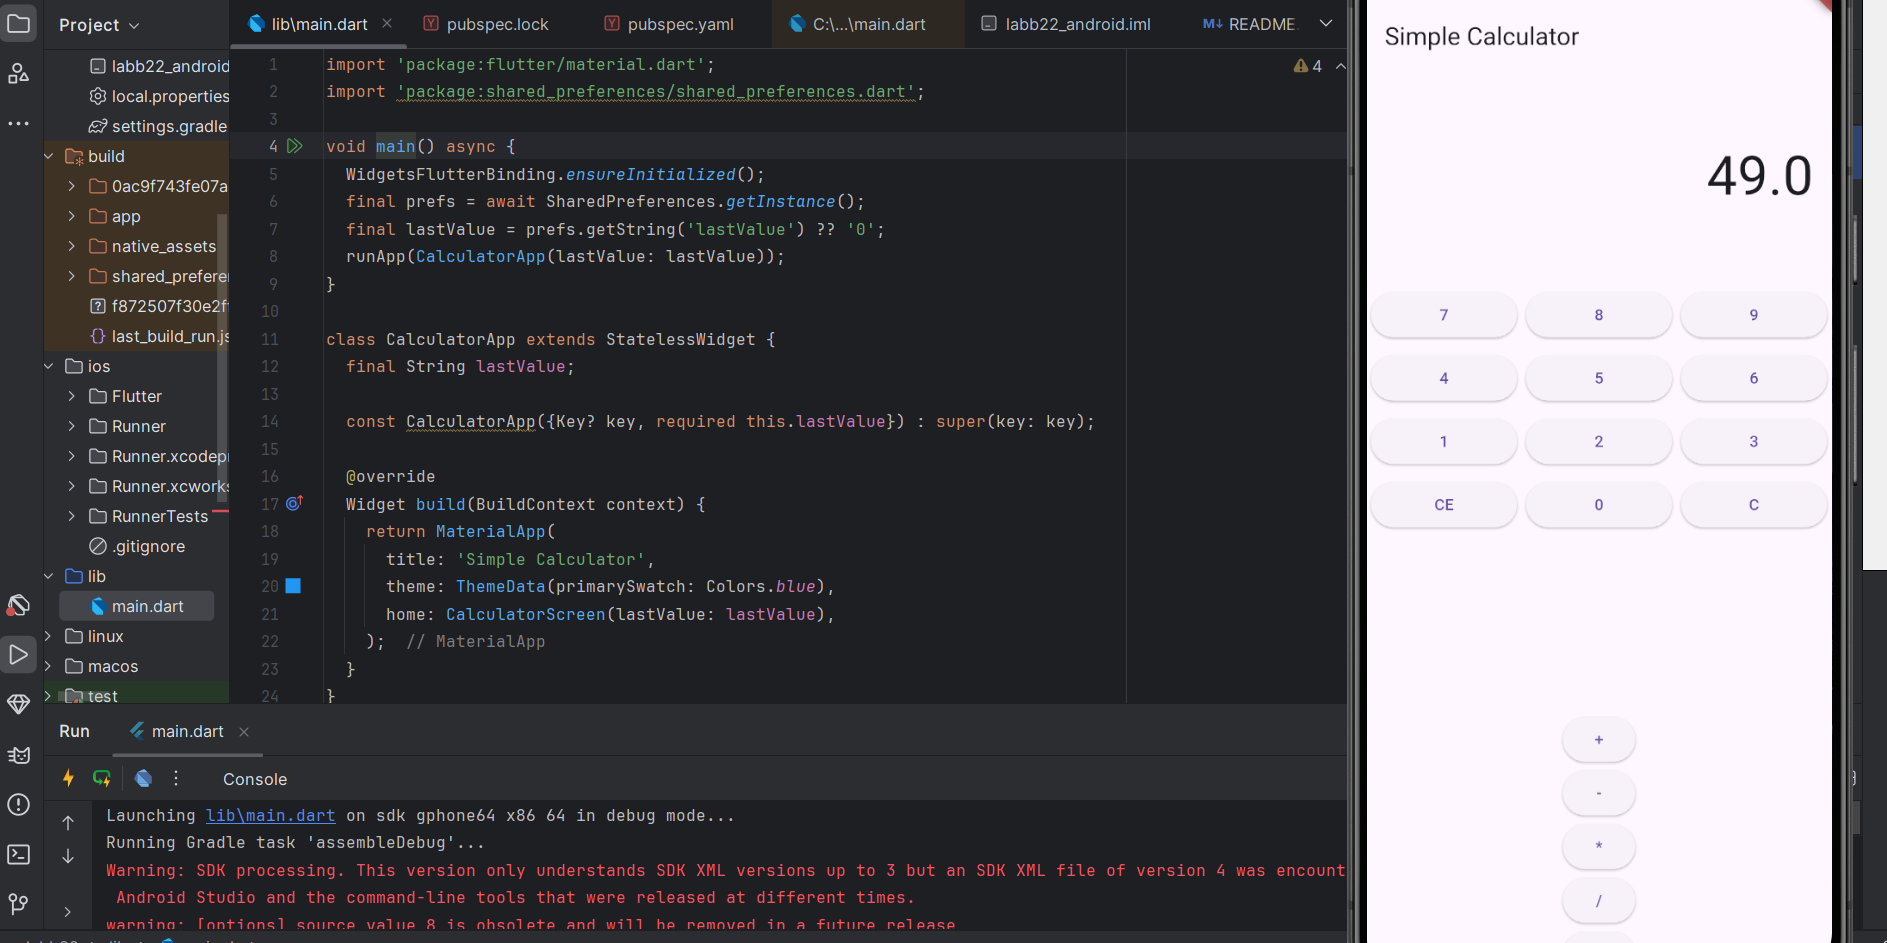 Project
lib\main.dart
pubspec.lock
pubspec.yaml
C:\...\main.dart
labb22_android.iml
M↓ README.
labb22_android
local.properties
settings.gradle
build
0ac9f743fe07a
app
native_assets
shared_prefere
f872507f30e2f
last_build_run.js
ios
Flutter
Runner
Runner.xcodepr
Runner.xcworks
RunnerTests
.gitignore
lib
main.dart
linux
macos
test
4
1 import 'package:flutter/material.dart';
2 import 'package:shared_preferences/shared_preferences.dart';
3
4 void main() async {
5 WidgetsFlutterBinding.ensureInitialized();
6 final prefs = await SharedPreferences.getInstance();
7 final lastValue = prefs.getString('lastValue') ?? '0';
8 runApp(CalculatorApp(lastValue: lastValue));
9 }
10
11 class CalculatorApp extends StatelessWidget {
12 final String lastValue;
13
14 const CalculatorApp({Key? key, required this.lastValue}) : super(key: key);
15
16 @override
17 Widget build(BuildContext context) {
18 return MaterialApp(
19 title: 'Simple Calculator',
20 theme: ThemeData(primarySwatch: Colors.blue),
21 home: CalculatorScreen(lastValue: lastValue),
22 ); // MaterialApp
23 }
24 }
Run
main.dart
Console
Launching lib\main.dart on sdk gphone64 x86 64 in debug mode...
Running Gradle task 'assembleDebug'...
Warning: SDK processing. This version only understands SDK XML versions up to 3 but an SDK XML file of version 4 was encount
Android Studio and the command-line tools that were released at different times.
warning: [options] source value 8 is obsolete and will be removed in a future release
Simple Calculator
49.0
7 8 9
4 5 6
1 2 3
CE 0 C
+
-
*
/